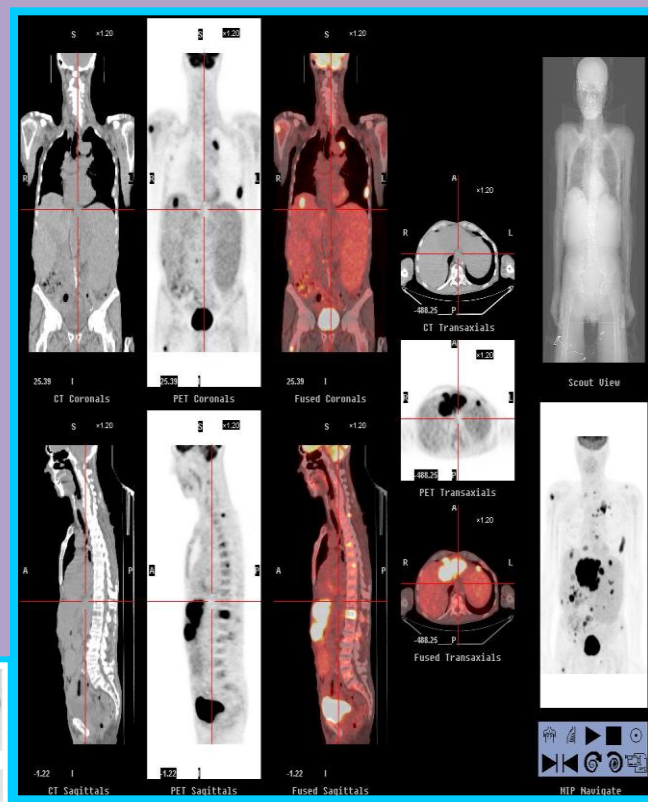 S ×1.20
S ×1.20
S ×1.20
R L
R L
R L
25.39 I
25.39 I
25.39 I
CT Coronals
PET Coronals
Fused Coronals
A
×1.20
R L
-488.25 P
CT Transaxials
A
×1.20
R L
-488.25 P
PET Transaxials
A
×1.20
R L
-488.25 P
Fused Transaxials
Scout View
S ×1.20
S ×1.20
S ×1.20
A P
A P
A P
-1.22 I
-1.22 I
-1.22 I
CT Sagittals
PET Sagittals
Fused Sagittals
MIP Navigate